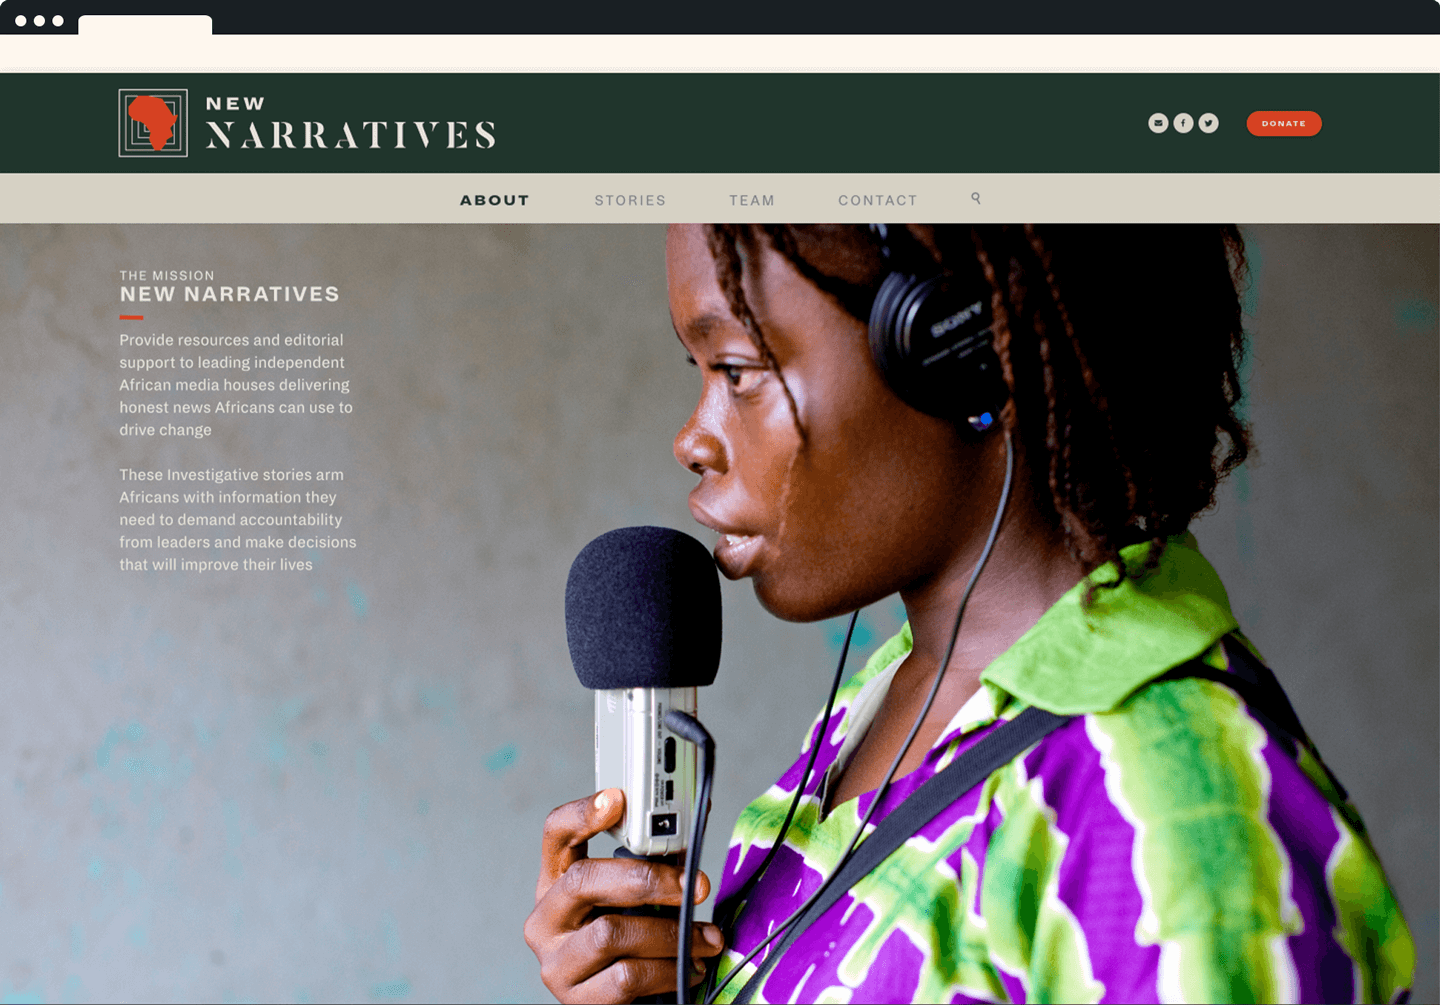 NEW
NARRATIVES
DONATE
ABOUT
STORIES
TEAM
CONTACT
THE MISSION
NEW NARRATIVES
Provide resources and editorial
support to leading independent
African media houses delivering
honest news Africans can use to
drive change
These Investigative stories arm
Africans with information they
need to demand accountability
from leaders and make decisions
that will improve their lives
SONY